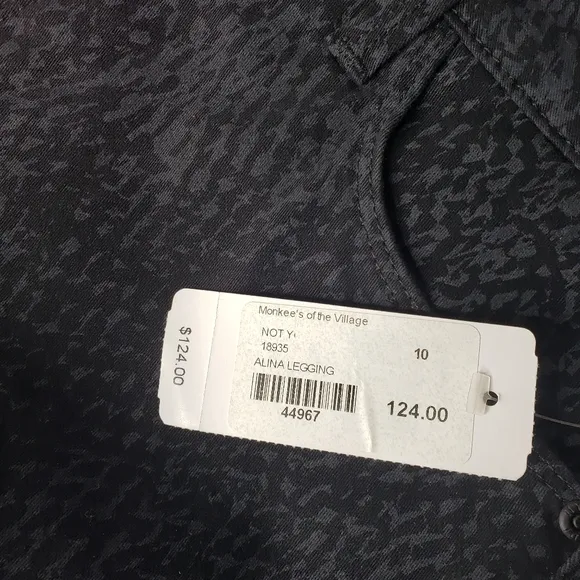 $124.00
Monkee's of the Village
NOT
18935
10
ALINA LEGGING
44967
124.00